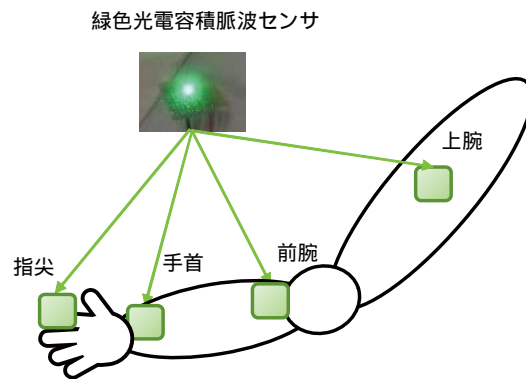 緑色光電容積脈波センサ
上腕
前腕
手首
指尖